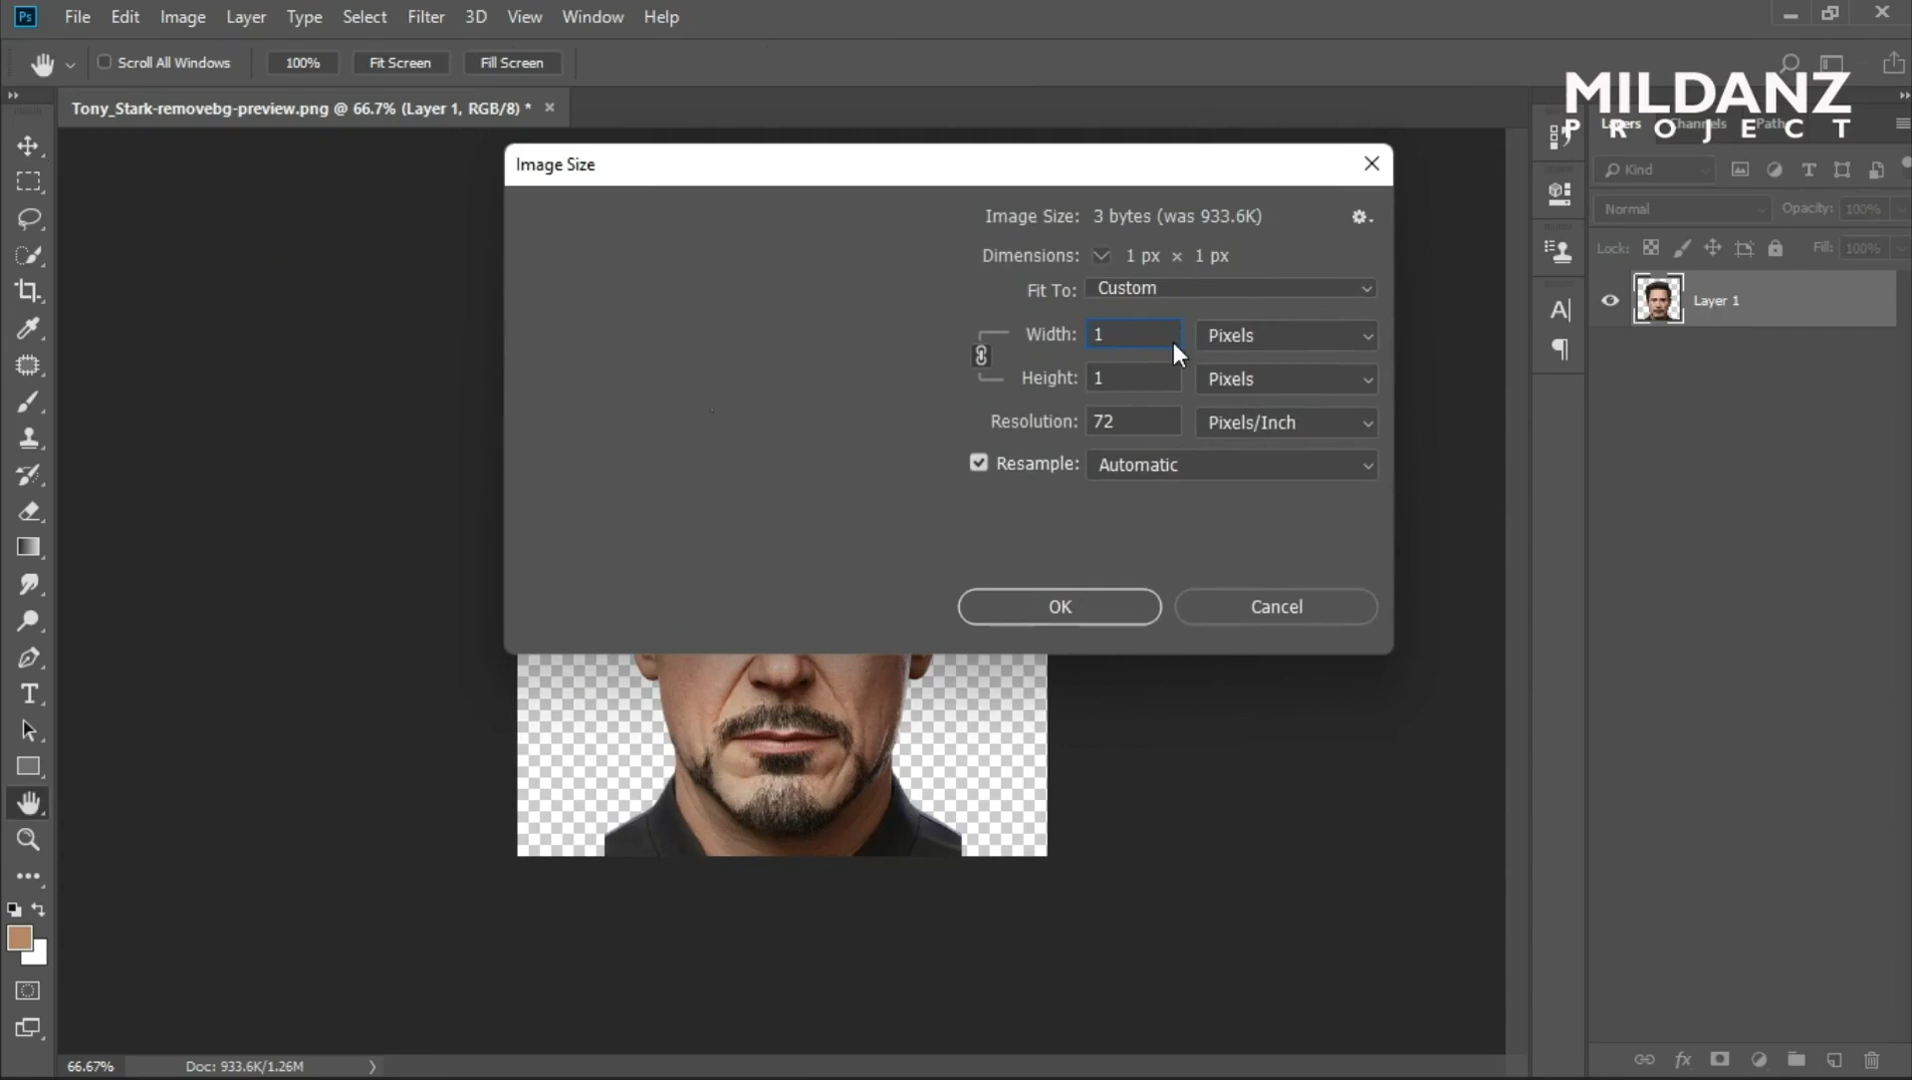 Ps File Edit Image Layer Type Select Filter 3D View Window Help
Scroll All Windows 100% Fit Screen Fill Screen
MILDANZ
PROJECT
Tony_Stark-removebg-preview.png @ 66.7% (Layer 1, RGB/8) * ×
Layers Channels Paths
Image Size
Kind
Image Size: 3 bytes (was 933.6K)
Normal Opacity: 100%
Dimensions: 1 px × 1 px
Lock: Fill: 100%
Fit To: Custom
Layer 1
Width: 1 Pixels
Height: 1 Pixels
Resolution: 72 Pixels/Inch
Resample: Automatic
OK Cancel
66.67% Doc: 933.6K/1.26M